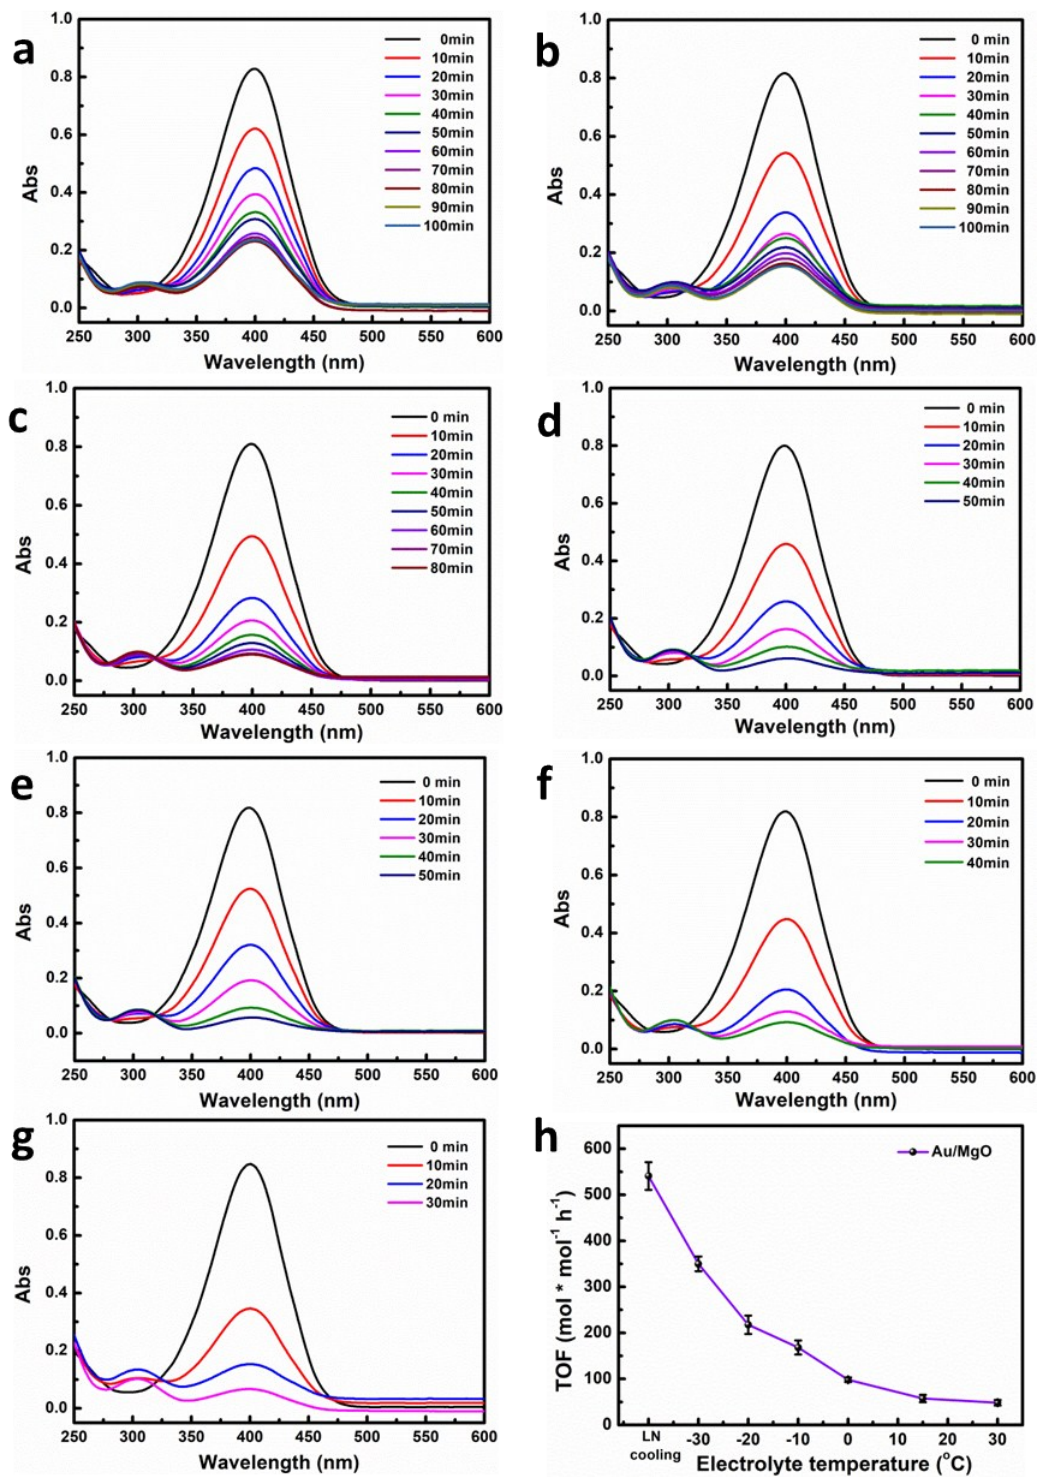 a
1.0
0.8
0.6
0.4
0.2
0.0
Abs
250 300 350 400 450 500 550 600
Wavelength (nm)
0min
10min
20min
30min
40min
50min
60min
70min
80min
90min
100min
b
1.0
0.8
0.6
0.4
0.2
0.0
Abs
250 300 350 400 450 500 550 600
Wavelength (nm)
0 min
10min
20min
30min
40min
50min
60min
70min
80min
90min
100min
c
1.0
0.8
0.6
0.4
0.2
0.0
Abs
250 300 350 400 450 500 550 600
Wavelength (nm)
0 min
10min
20min
30min
40min
50min
60min
70min
80min
d
1.0
0.8
0.6
0.4
0.2
0.0
Abs
250 300 350 400 450 500 550 600
Wavelength (nm)
0 min
10min
20min
30min
40min
50min
e
1.0
0.8
0.6
0.4
0.2
0.0
Abs
250 300 350 400 450 500 550 600
Wavelength (nm)
0 min
10min
20min
30min
40min
50min
f
1.0
0.8
0.6
0.4
0.2
0.0
Abs
250 300 350 400 450 500 550 600
Wavelength (nm)
0 min
10min
20min
30min
40min
g
1.0
0.8
0.6
0.4
0.2
0.0
Abs
250 300 350 400 450 500 550 600
Wavelength (nm)
0 min
10min
20min
30min
h
600
500
400
300
200
100
0
TOF (mol * mol⁻¹ h⁻¹)
Au/MgO
LN -30 -20 -10 0 10 20 30
cooling
Electrolyte temperature (°C)